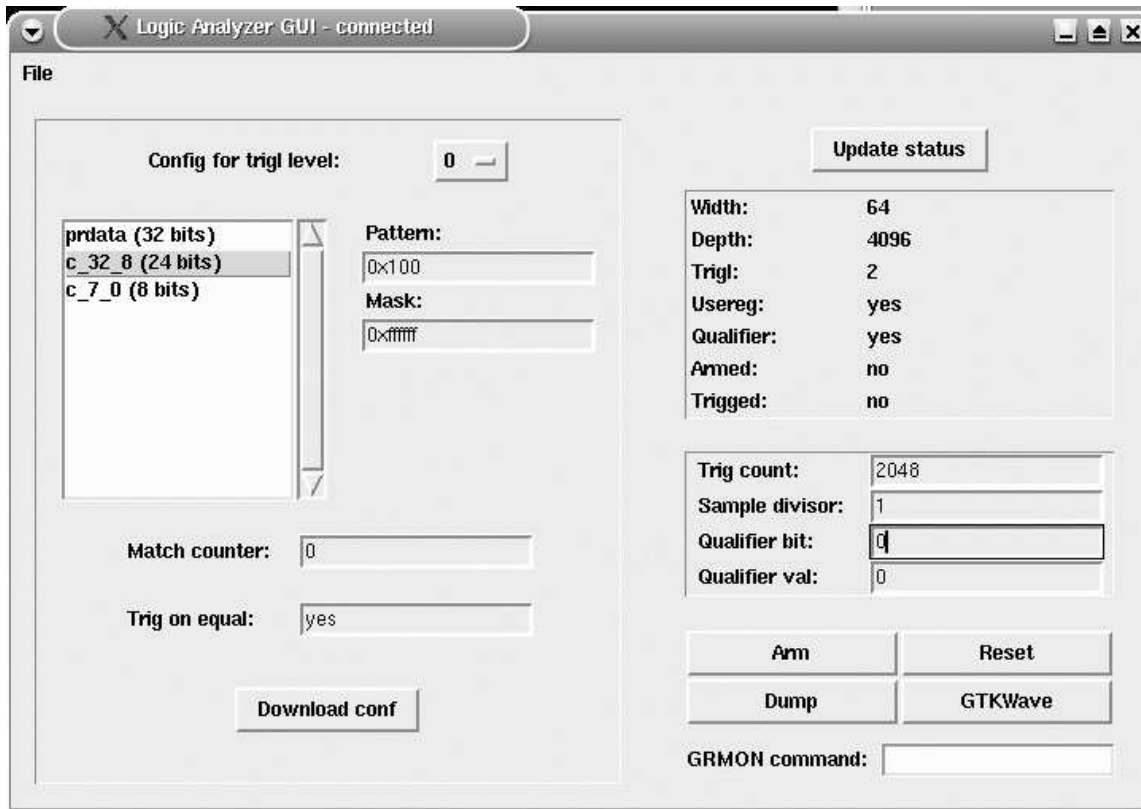 Logic Analyzer GUI - connected
File
Config for trigl level: 0
prdata (32 bits)
c_32_8 (24 bits)
c_7_0 (8 bits)
Pattern:
0x100
Mask:
0xffffff
Match counter: 0
Trig on equal: yes
Download conf
Update status
Width: 64
Depth: 4096
Trigl: 2
Usereg: yes
Qualifier: yes
Armed: no
Trigged: no
Trig count: 2048
Sample divisor: 1
Qualifier bit: 0
Qualifier val: 0
Arm Reset
Dump GTKWave
GRMON command: